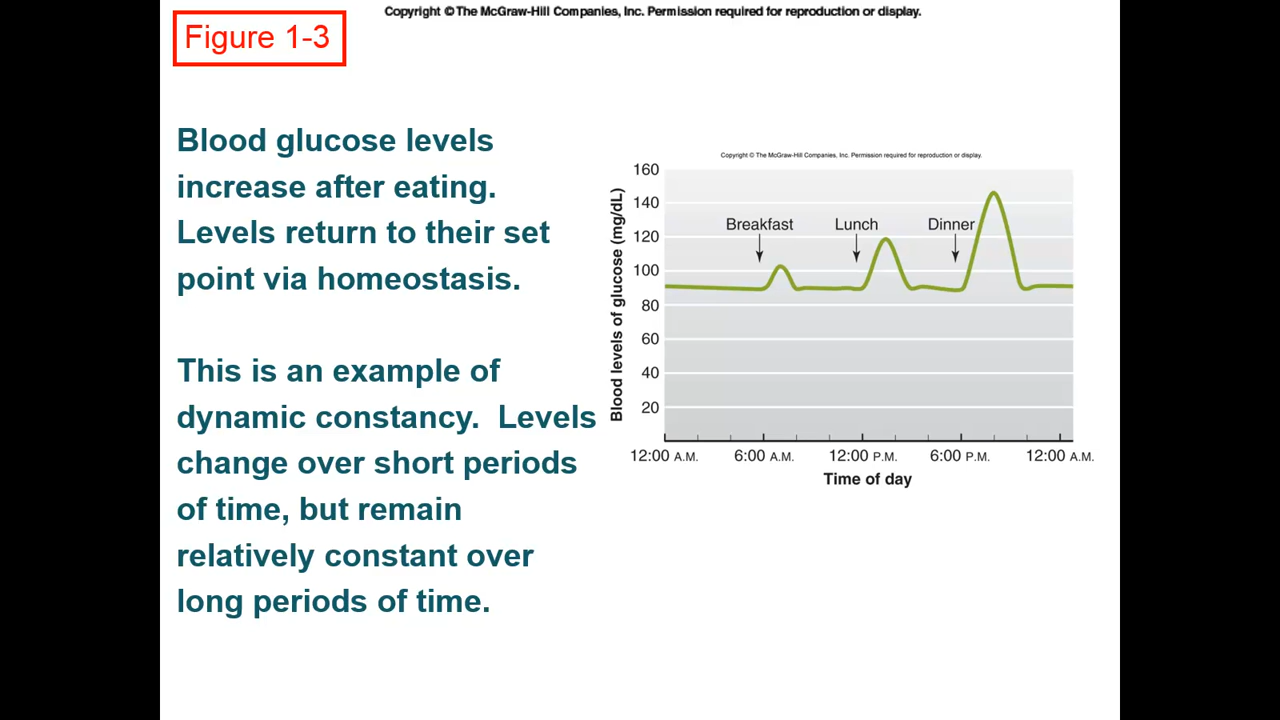 Copyright © The McGraw-Hill Companies, Inc. Permission required for reproduction or display.
Figure 1-3
Blood glucose levels
increase after eating.
Levels return to their set
point via homeostasis.
This is an example of
dynamic constancy.  Levels
change over short periods
of time, but remain
relatively constant over
long periods of time.
Copyright © The McGraw-Hill Companies, Inc. Permission required for reproduction or display.
Blood levels of glucose (mg/dL)
160
140
120
100
80
60
40
20
Breakfast Lunch Dinner
12:00 A.M. 6:00 A.M. 12:00 P.M. 6:00 P.M. 12:00 A.M.
Time of day